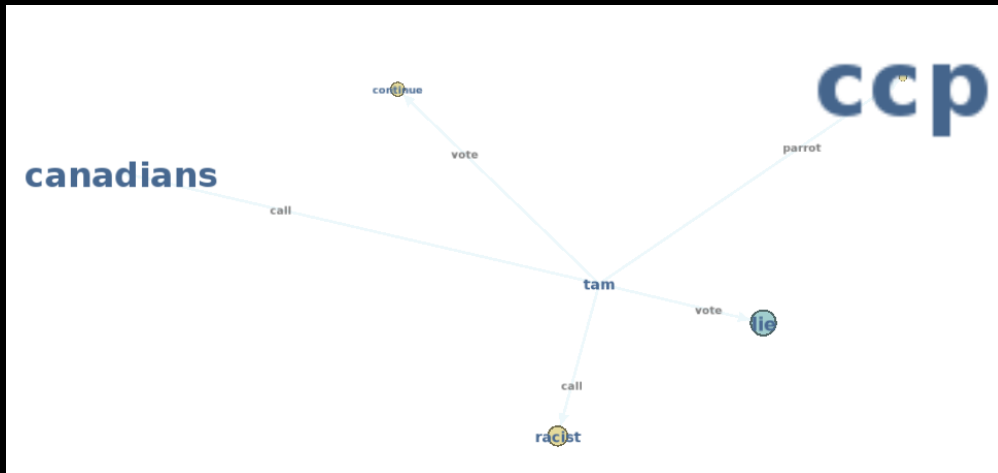 ccp
continue
parrot
vote
canadians
call
tam
vote
lie
call
racist